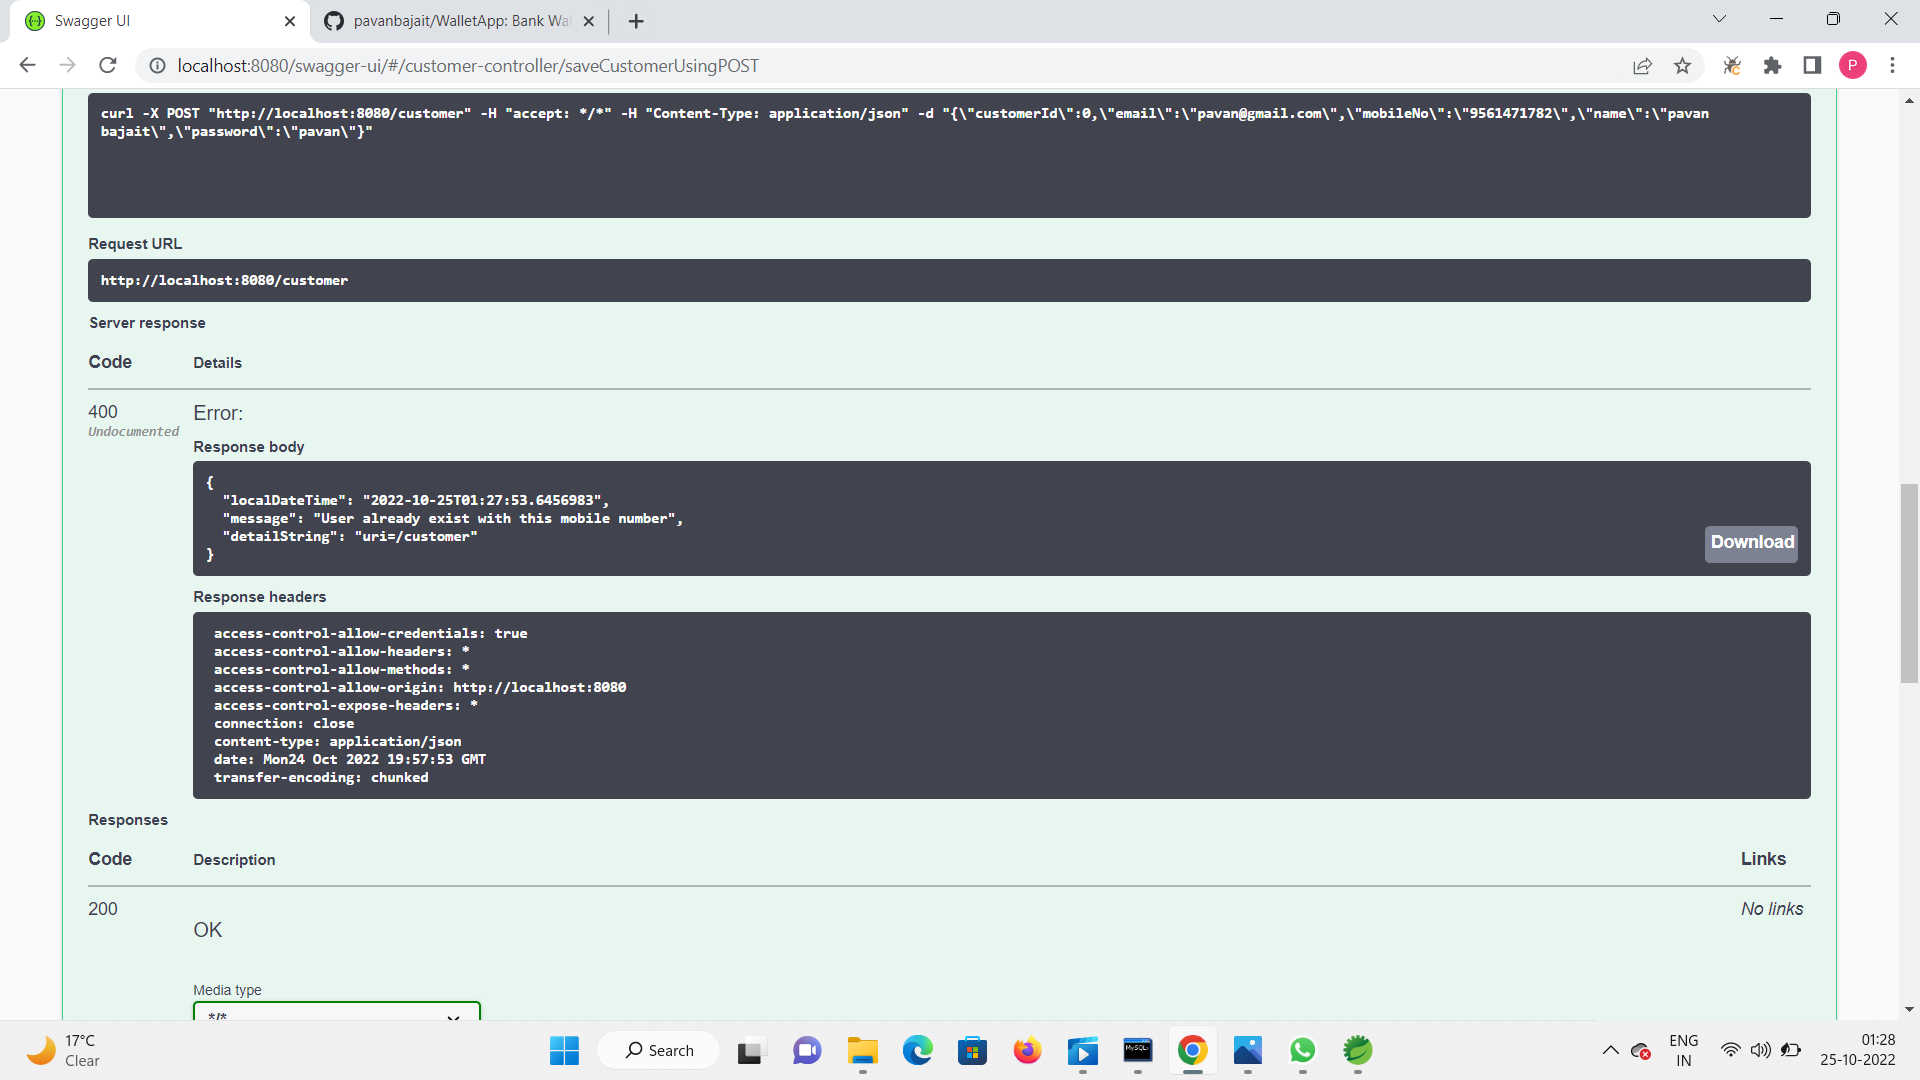 Swagger UI
pavanbajait/WalletApp: Bank Wal
localhost:8080/swagger-ui/#/customer-controller/saveCustomerUsingPOST
P
curl -X POST "http://localhost:8080/customer" -H "accept: */*" -H "Content-Type: application/json" -d "{\"customerId\":0,\"email\":\"pavan@gmail.com\",\"mobileNo\":\"9561471782\",\"name\":\"pavan
bajait\",\"password\":\"pavan\"}"
Request URL
http://localhost:8080/customer
Server response
Code Details
400 Error:
Undocumented
Response body
{
"localDateTime": "2022-10-25T01:27:53.6456983",
"message": "User already exist with this mobile number",
"detailString": "uri=/customer"
}
Download
Response headers
access-control-allow-credentials: true
access-control-allow-headers: *
access-control-allow-methods: *
access-control-allow-origin: http://localhost:8080
access-control-expose-headers: *
connection: close
content-type: application/json
date: Mon24 Oct 2022 19:57:53 GMT
transfer-encoding: chunked
Responses
Code Description Links
200 No links
OK
Media type
*/*
17°C
Clear
Search
MySQL
ENG
IN
01:28
25-10-2022